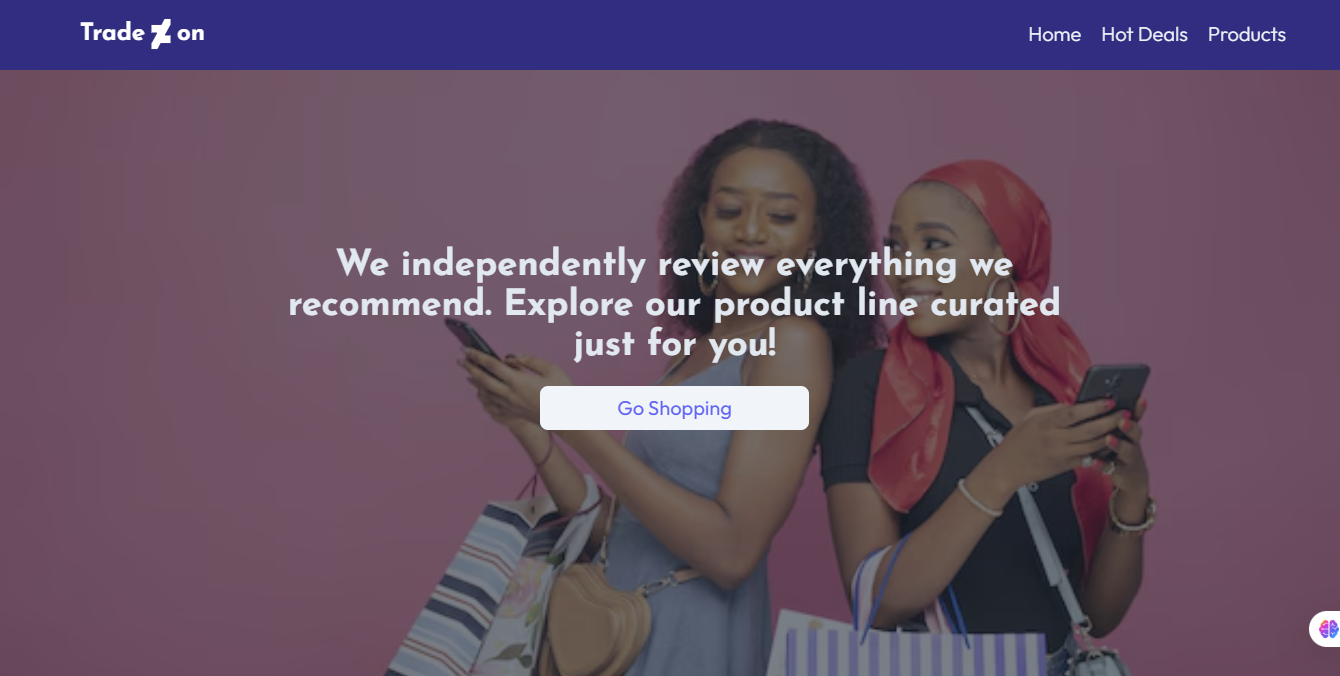 Trade Z on
Home Hot Deals Products
We independently review everything we
recommend. Explore our product line curated
just for you!
Go Shopping